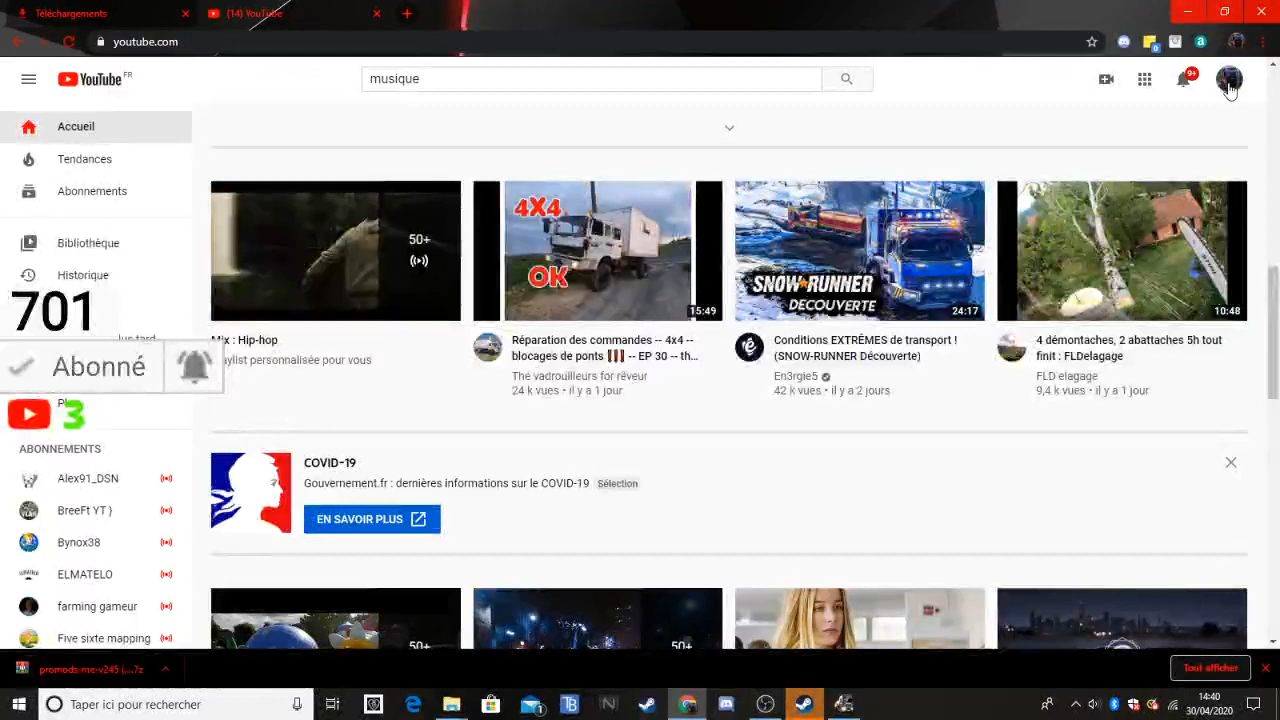 Téléchargements
(14) YouTube
youtube.com
YouTube FR
musique
9+
Accueil
Tendances
Abonnements
Bibliothèque
Historique
701
Abonné
3
ABONNEMENTS
Alex91_DSN
BreeFt YT }
Bynox38
ELMATELO
farming gameur
Five sixte mapping
50+
Mix : Hip-hop
playlist personnalisée pour vous
4X4
OK
15:49
Réparation des commandes -- 4x4 --
blocages de ponts ❗❗❗ -- EP 30 -- th...
Thé vadrouilleurs for rêveur
24 k vues • il y a 1 jour
SNOW★RUNNER
DÉCOUVERTE
24:17
Conditions EXTRÊMES de transport !
(SNOW-RUNNER Découverte)
En3rgie5
42 k vues • il y a 2 jours
10:48
4 démontaches, 2 abattaches 5h tout
finit : FLDelagage
FLD elagage
9,4 k vues • il y a 1 jour
COVID-19
Gouvernement.fr : dernières informations sur le COVID-19 Sélection
EN SAVOIR PLUS
50+
50+
promods-me-v245 (....7z
Tout afficher
Taper ici pour rechercher
14:40
30/04/2020